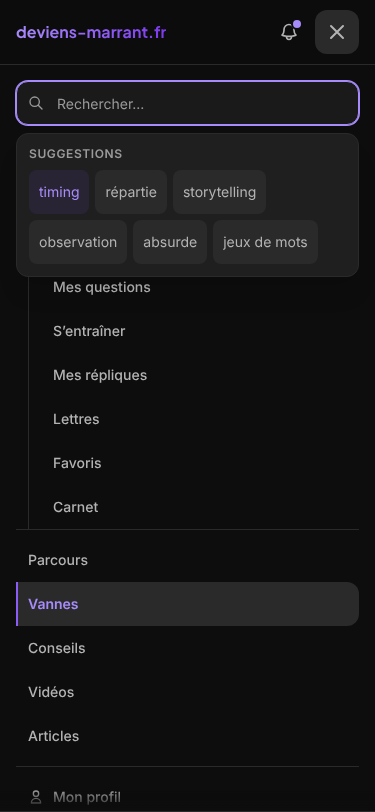 deviens-marrant.fr
Rechercher...
SUGGESTIONS
timing répartie storytelling
observation absurde jeux de mots
Mes questions
S'entraîner
Mes répliques
Lettres
Favoris
Carnet
Parcours
Vannes
Conseils
Vidéos
Articles
Mon profil